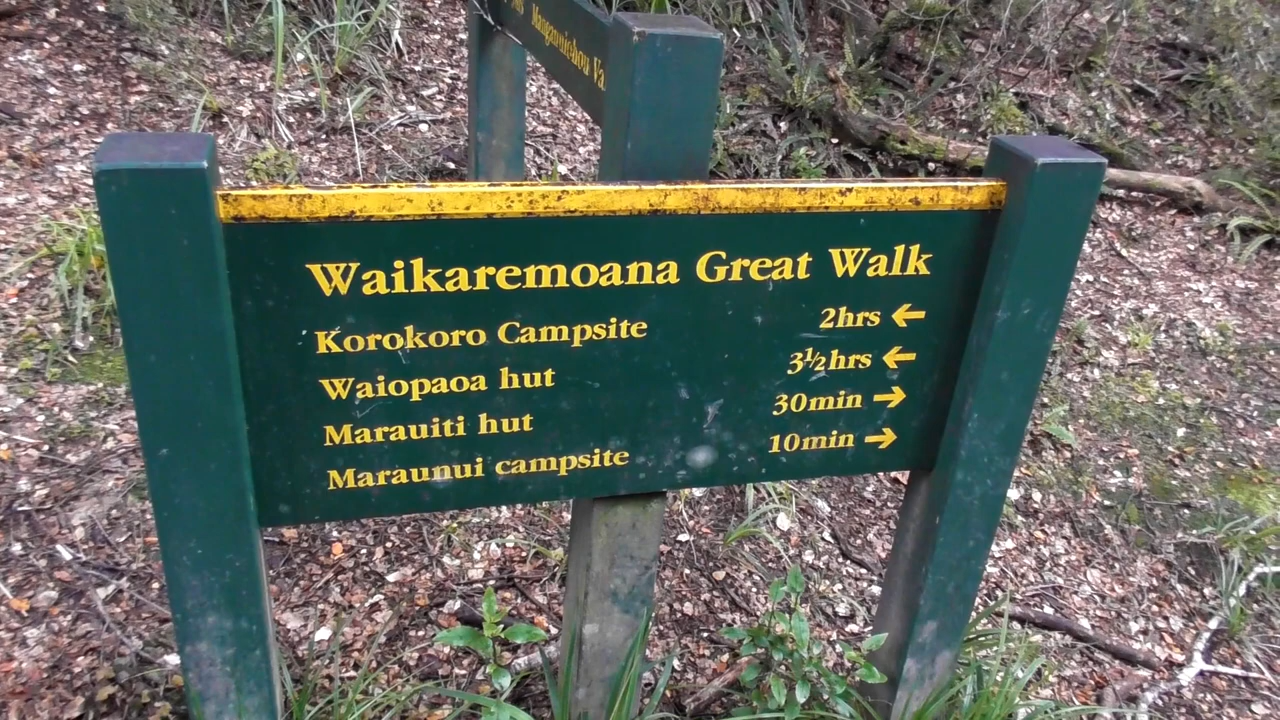 Waikaremoana Great Walk
Korokoro Campsite 2hrs ←
Waiopaoa hut 3½hrs ←
Marauiti hut 30min →
Maraunui campsite 10min →